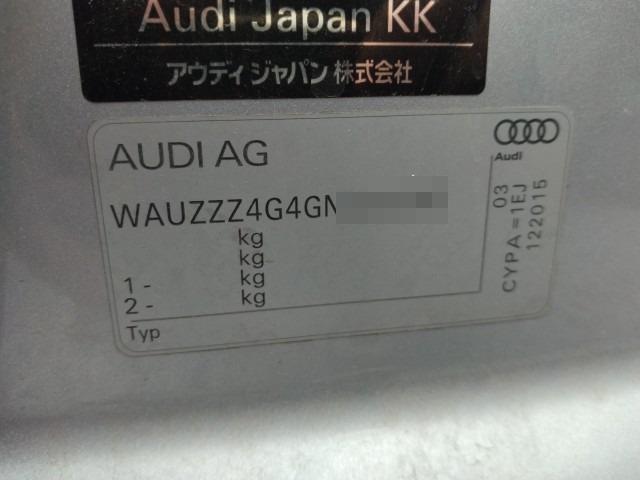 Audi Japan KK
アウディ ジャパン 株式会社
AUDI AG
WAUZZZ4G4GN
kg
kg
1 - kg
2 - kg
Typ
Audi
03
CYPA =1EJ
122015